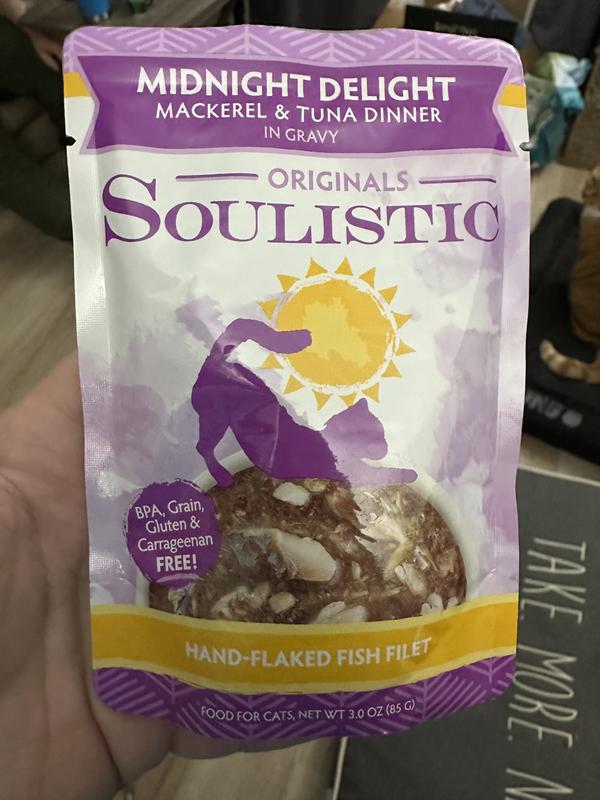 MIDNIGHT DELIGHT
MACKEREL & TUNA DINNER
IN GRAVY
ORIGINALS
SOULISTIC
BPA, Grain,
Gluten &
Carrageenan
FREE!
HAND-FLAKED FISH FILET
FOOD FOR CATS, NET WT 3.0 OZ (85 G)
TAKE MORE